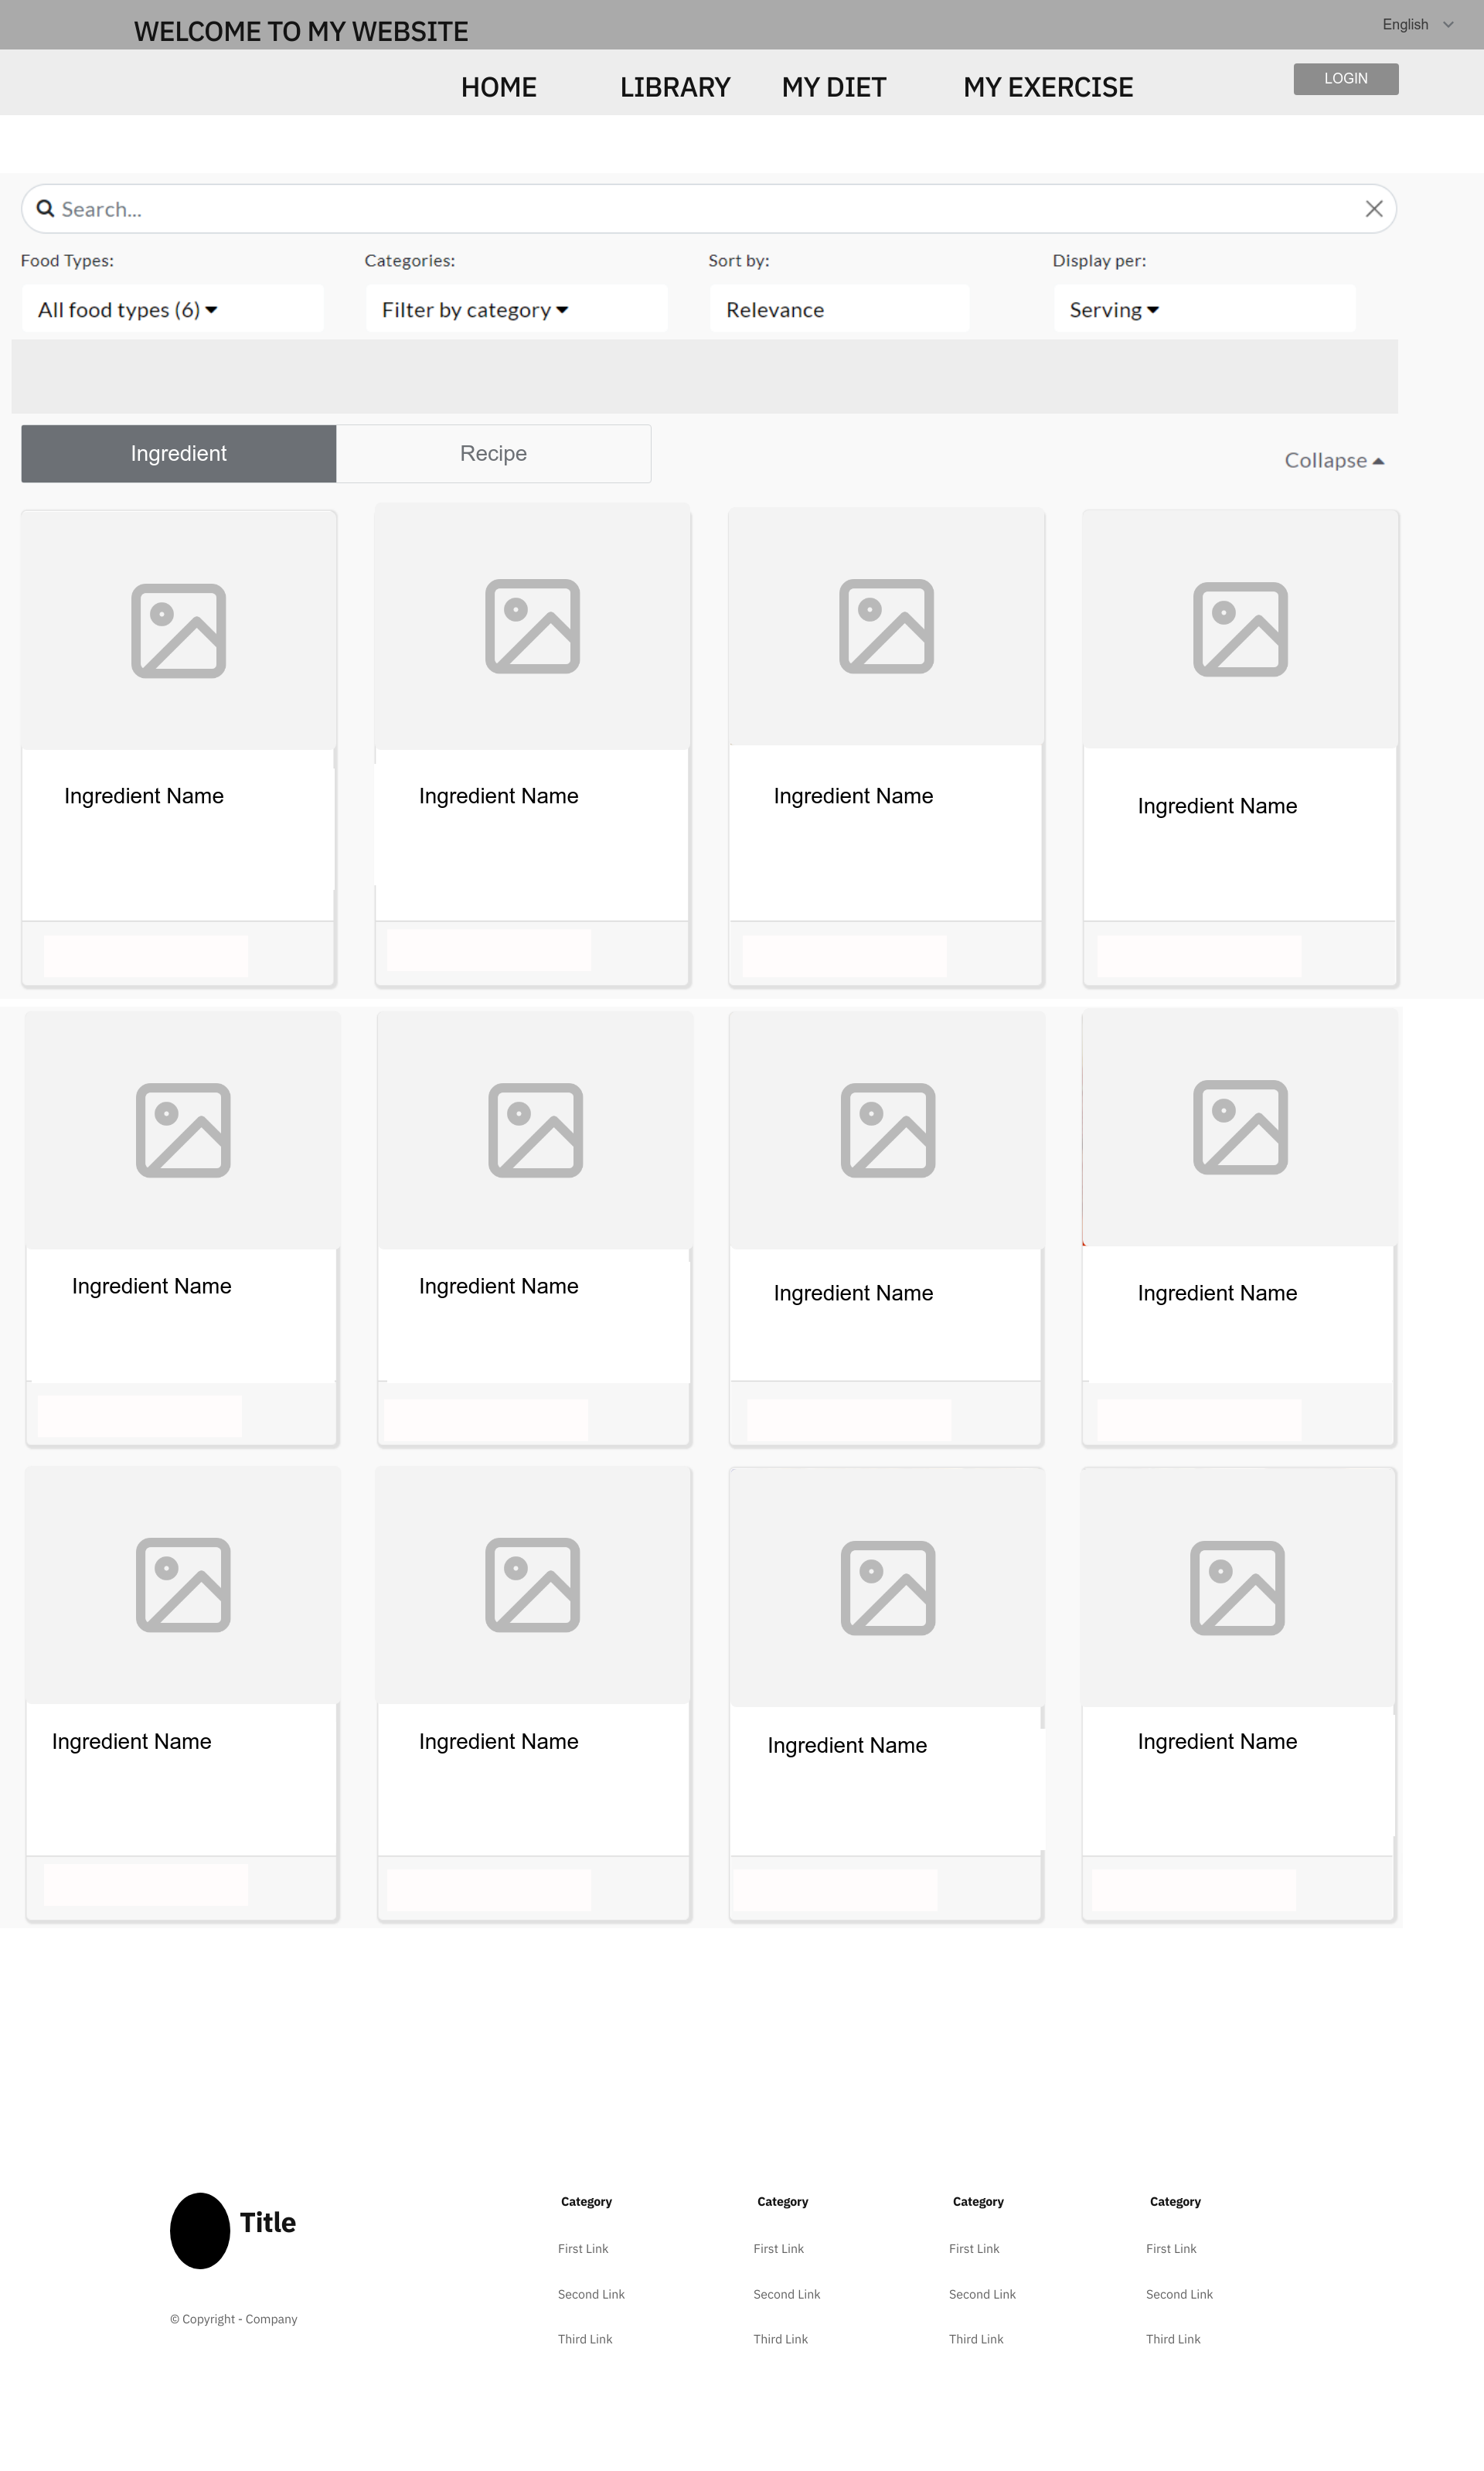 WELCOME TO MY WEBSITE
English
HOME LIBRARY MY DIET MY EXERCISE LOGIN
Search...
Food Types: Categories: Sort by: Display per:
All food types (6) Filter by category Relevance Serving
Ingredient Recipe Collapse
Ingredient Name Ingredient Name Ingredient Name Ingredient Name
Ingredient Name Ingredient Name Ingredient Name Ingredient Name
Ingredient Name Ingredient Name Ingredient Name Ingredient Name
Title
Category Category Category Category
First Link First Link First Link First Link
Second Link Second Link Second Link Second Link
© Copyright - Company
Third Link Third Link Third Link Third Link